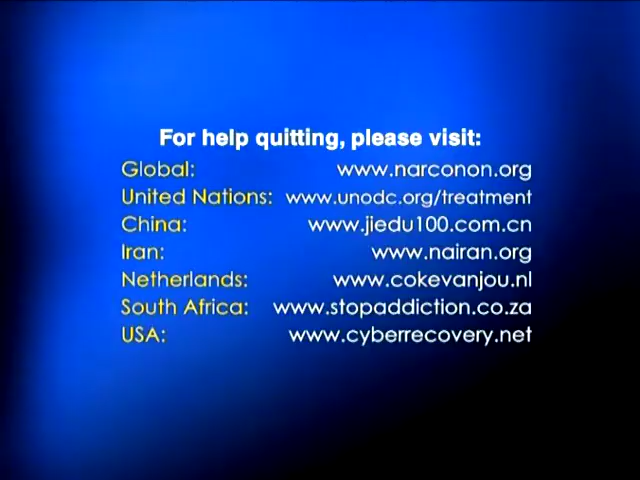 For help quitting, please visit:
Global: www.narconon.org
United Nations: www.unodc.org/treatment
China: www.jiedu100.com.cn
Iran: www.nairan.org
Netherlands: www.cokevanjou.nl
South Africa: www.stopaddiction.co.za
USA: www.cyberrecovery.net